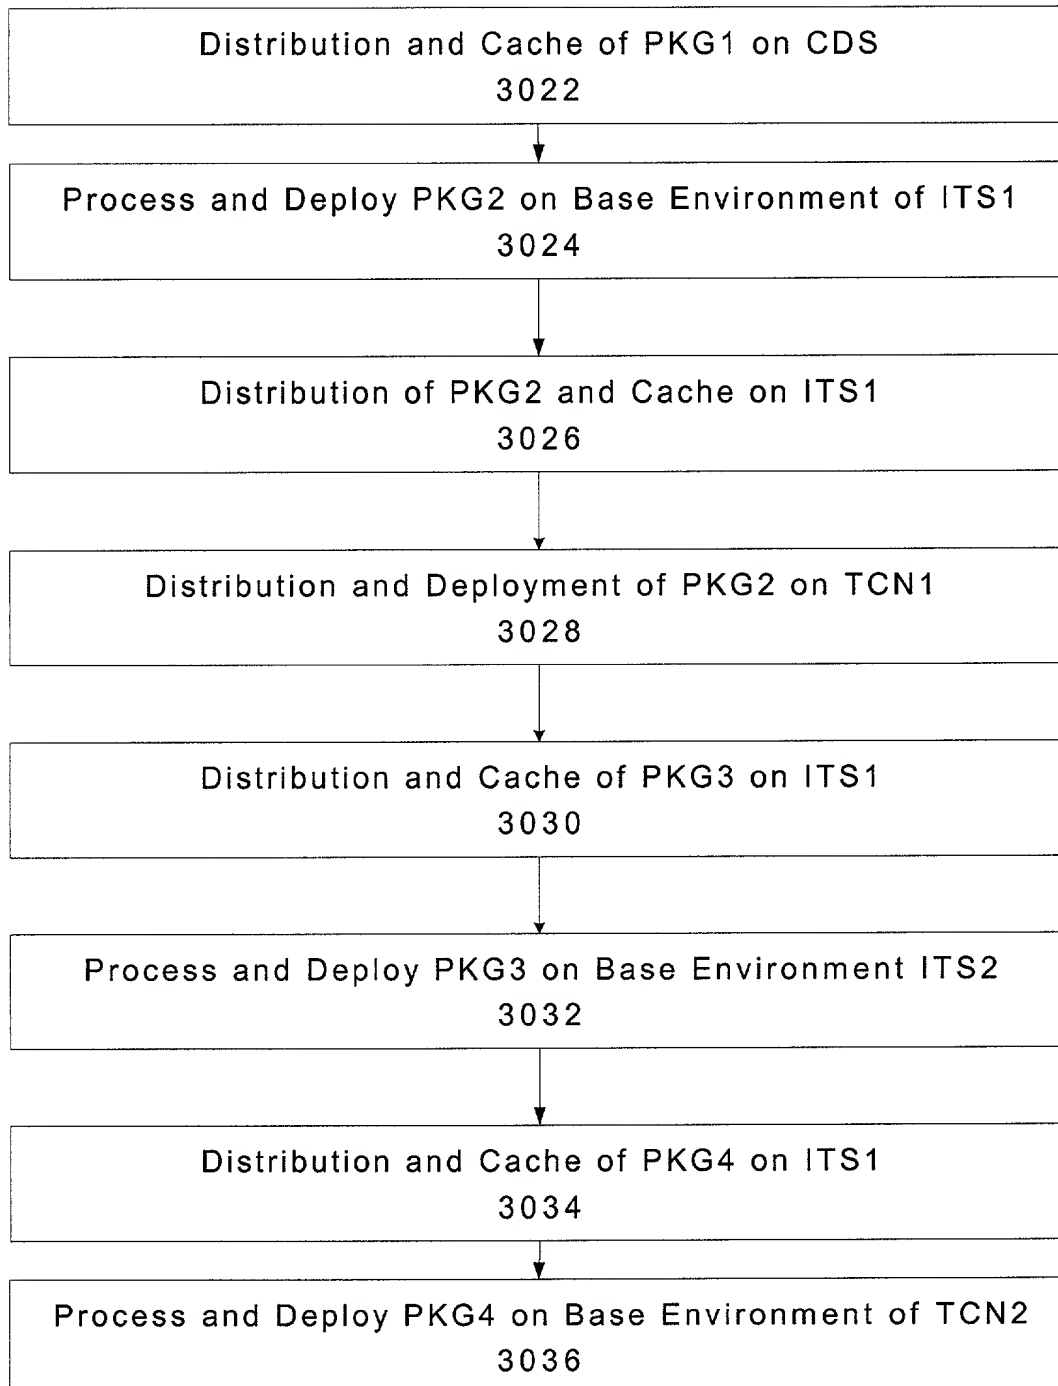 Distribution and Cache of PKG1 on CDS
3022
Process and Deploy PKG2 on Base Environment of ITS1
3024
Distribution of PKG2 and Cache on ITS1
3026
Distribution and Deployment of PKG2 on TCN1
3028
Distribution and Cache of PKG3 on ITS1
3030
Process and Deploy PKG3 on Base Environment ITS2
3032
Distribution and Cache of PKG4 on ITS1
3034
Process and Deploy PKG4 on Base Environment of TCN2
3036